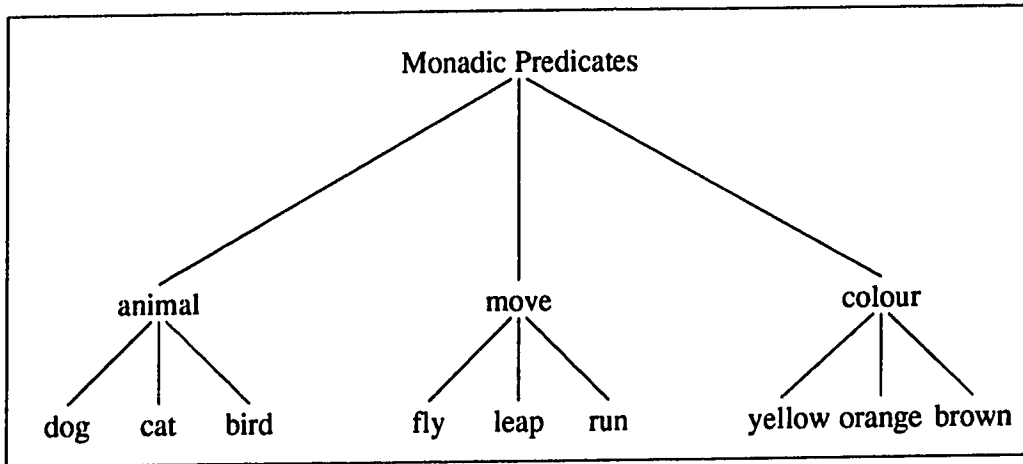 Monadic Predicates
animal move colour
dog cat bird fly leap run yellow orange brown